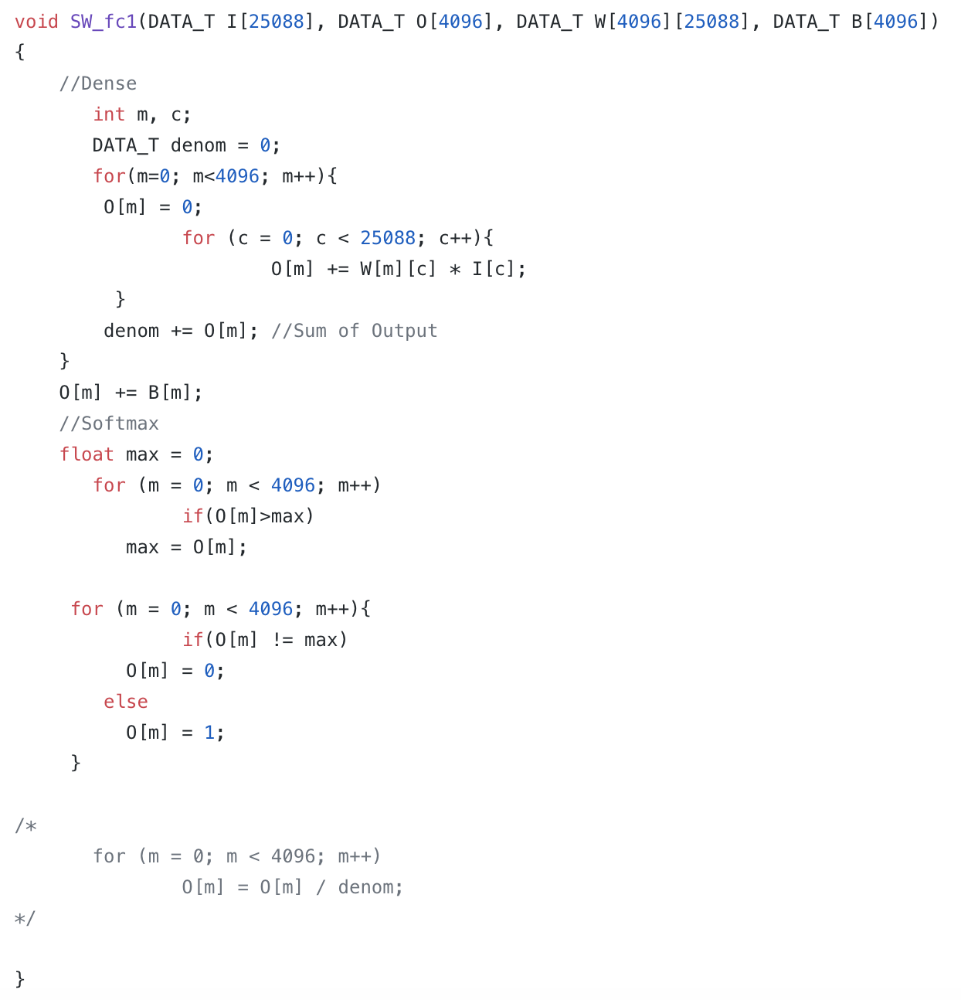 void SW_fc1(DATA_T I[25088], DATA_T O[4096], DATA_T W[4096][25088], DATA_T B[4096])
{
    //Dense
       int m, c;
       DATA_T denom = 0;
       for(m=0; m<4096; m++){
        O[m] = 0;
               for (c = 0; c < 25088; c++){
                       O[m] += W[m][c] * I[c];
         }
        denom += O[m]; //Sum of Output
    }
    O[m] += B[m];
    //Softmax
    float max = 0;
       for (m = 0; m < 4096; m++)
               if(O[m]>max)
          max = O[m];

     for (m = 0; m < 4096; m++){
               if(O[m] != max)
          O[m] = 0;
        else
          O[m] = 1;
     }

/*
       for (m = 0; m < 4096; m++)
               O[m] = O[m] / denom;
*/

}